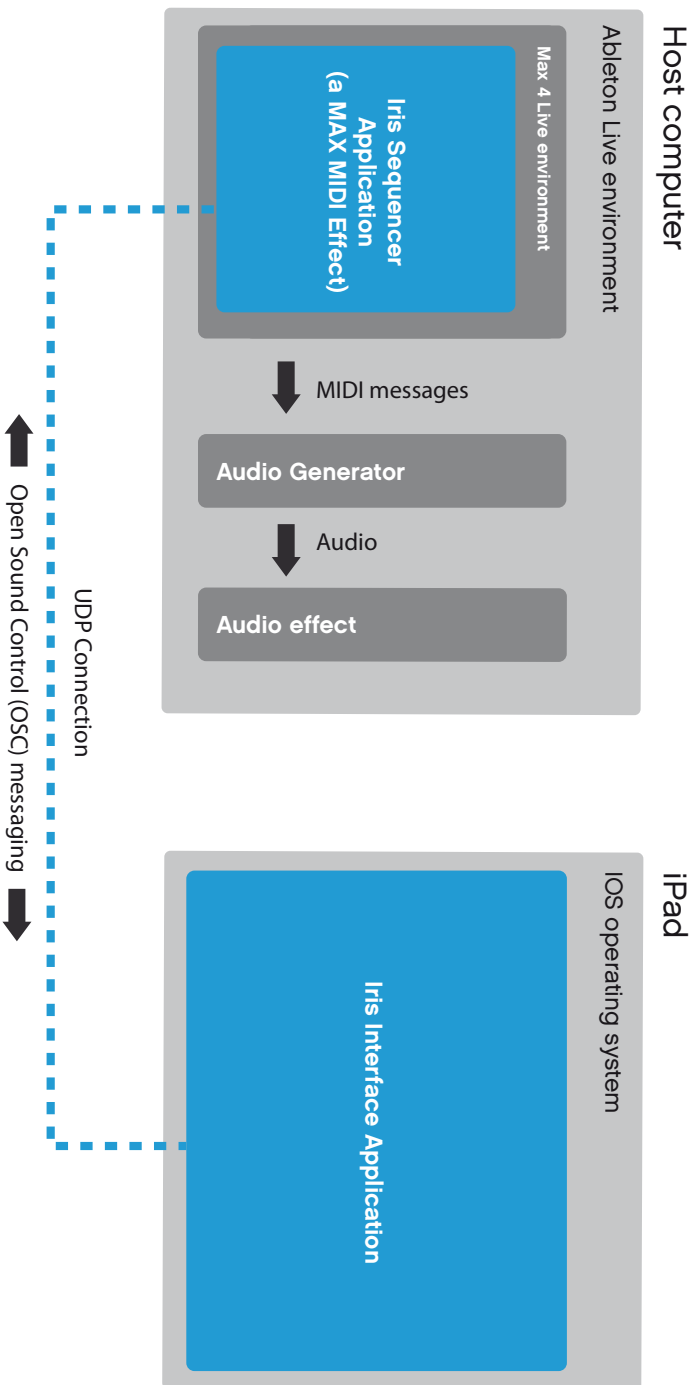 Host computer
Ableton Live environment
Max 4 Live environment
Iris Sequencer
Application
(a MAX MIDI Effect)
MIDI messages
Audio Generator
Audio
Audio effect
iPad
IOS operating system
Iris Interface Application
UDP Connection
Open Sound Control (OSC) messaging